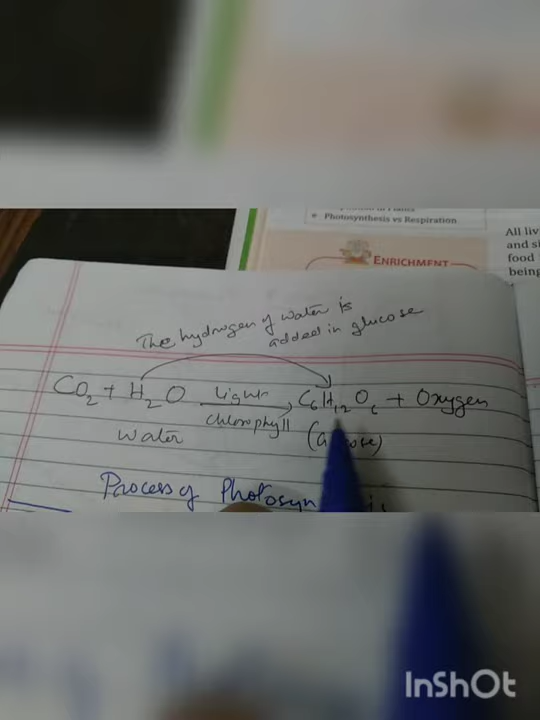 Photosynthesis vs Respiration
ENRICHMENT
All liv
and si
food
being
The hydrogen of water is
added in glucose
CO2 + H2O Light C6H12O6 + Oxygen
chlorophyll
water
Process of Photosyn
InShOt